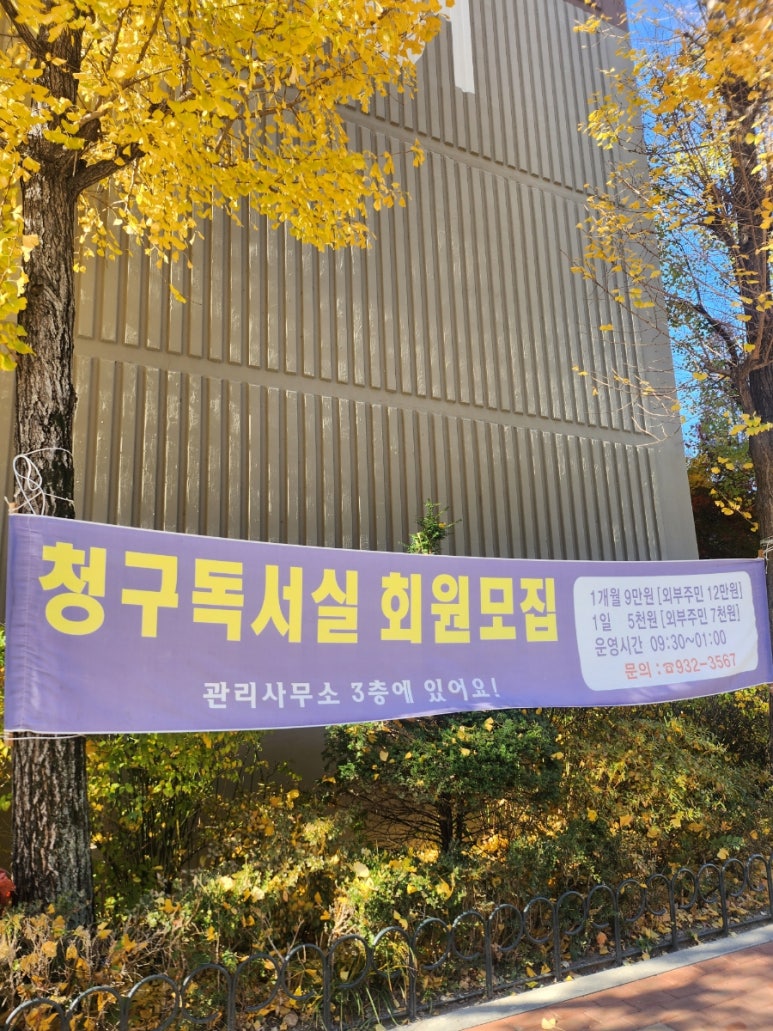 청구독서실 회원모집
관리사무소 3층에 있어요!
1개월 9만원 [외부주민 12만원]
1일 5천원 [외부주민 7천원]
운영시간 09:30~01:00
문의 : ☎932-3567